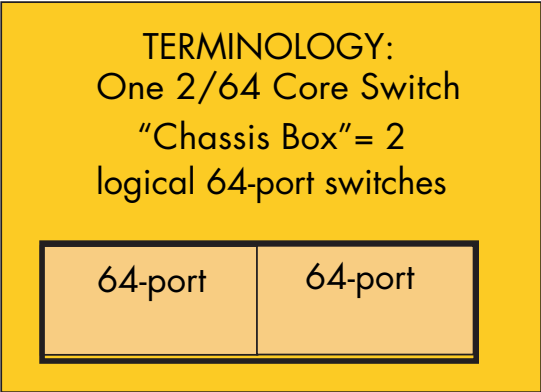 TERMINOLOGY:
One 2/64 Core Switch
“Chassis Box”= 2
logical 64-port switches
64-port
64-port